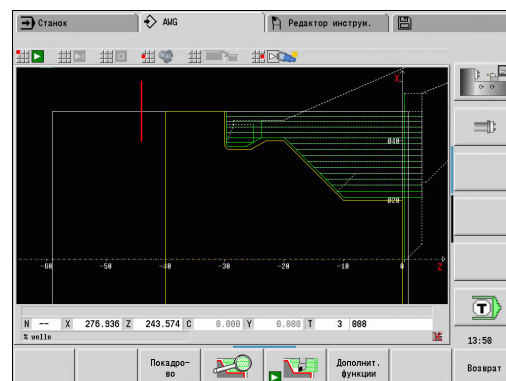 Станок
AWG
Редактор инструм.
X
Ø40
Ø20
-60 -50 -40 -30 -20 -10 0 Z
N -- X 276.936 Z 243.574 C 0.000 Y 0.000 T 3 008
% welle
T
13:50
Покадро-
во
Дополнит.
функции
Возврат